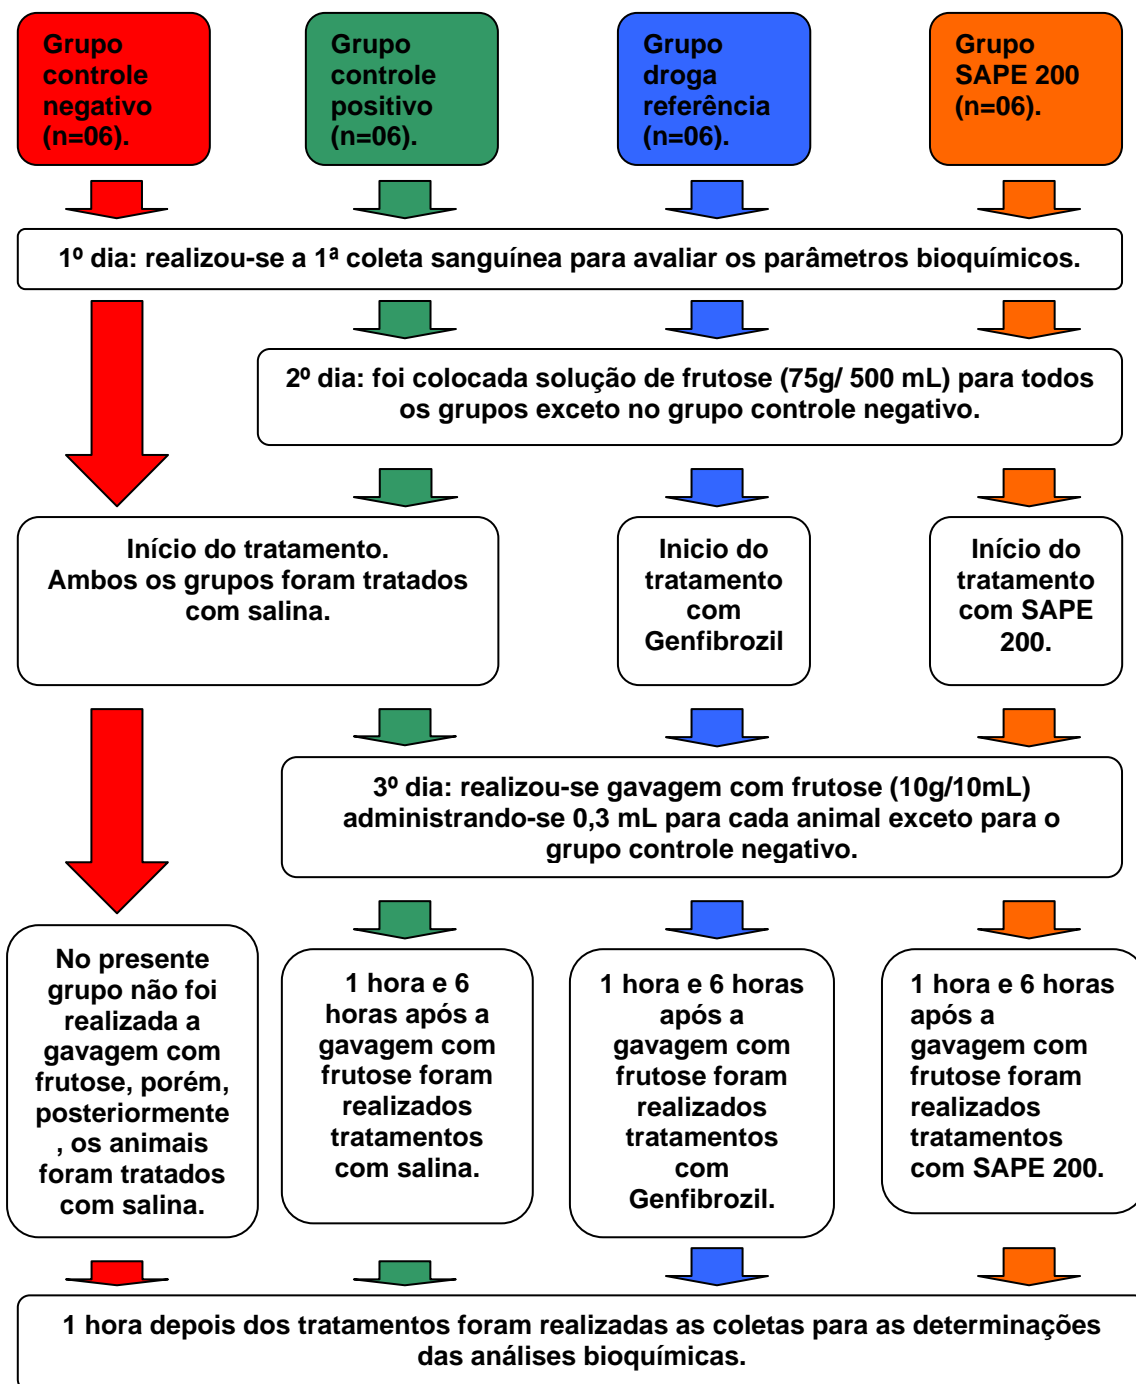 Grupo
controle
negativo
(n=06).
Grupo
controle
positivo
(n=06).
Grupo
droga
referência
(n=06).
Grupo
SAPE 200
(n=06).
1º dia: realizou-se a 1ª coleta sanguínea para avaliar os parâmetros bioquímicos.
2º dia: foi colocada solução de frutose (75g/ 500 mL) para todos
os grupos exceto no grupo controle negativo.
Início do tratamento.
Ambos os grupos foram tratados
com salina.
Inicio do
tratamento
com
Genfibrozil
Início do
tratamento
com SAPE
200.
3º dia: realizou-se gavagem com frutose (10g/10mL)
administrando-se 0,3 mL para cada animal exceto para o
grupo controle negativo.
No presente
grupo não foi
realizada a
gavagem com
frutose, porém,
posteriormente
, os animais
foram tratados
com salina.
1 hora e 6
horas após a
gavagem com
frutose foram
realizados
tratamentos
com salina.
1 hora e 6 horas
após a
gavagem com
frutose foram
realizados
tratamentos
com
Genfibrozil.
1 hora e 6 horas
após a
gavagem com
frutose foram
realizados
tratamentos
com SAPE 200.
1 hora depois dos tratamentos foram realizadas as coletas para as determinações
das análises bioquímicas.